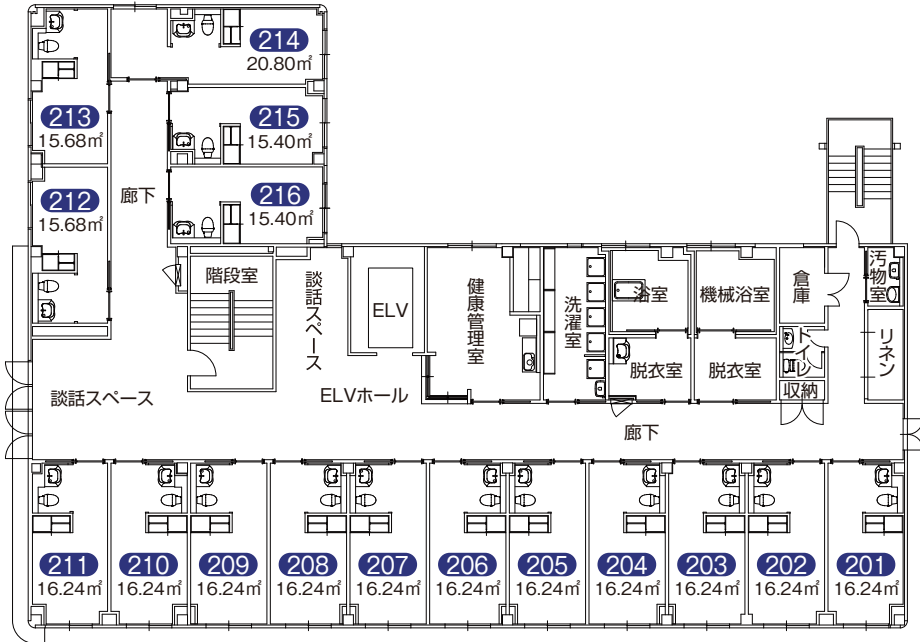 214
20.80㎡
213
15.68㎡
215
15.40㎡
廊下
216
15.40㎡
212
15.68㎡
階段室
談話スペース
ELV
健康管理室
洗濯室
浴室
機械浴室
倉庫
汚物室
脱衣室
脱衣室
トイレ
リネン
収納
談話スペース
ELVホール
廊下
211
16.24㎡
210
16.24㎡
209
16.24㎡
208
16.24㎡
207
16.24㎡
206
16.24㎡
205
16.24㎡
204
16.24㎡
203
16.24㎡
202
16.24㎡
201
16.24㎡